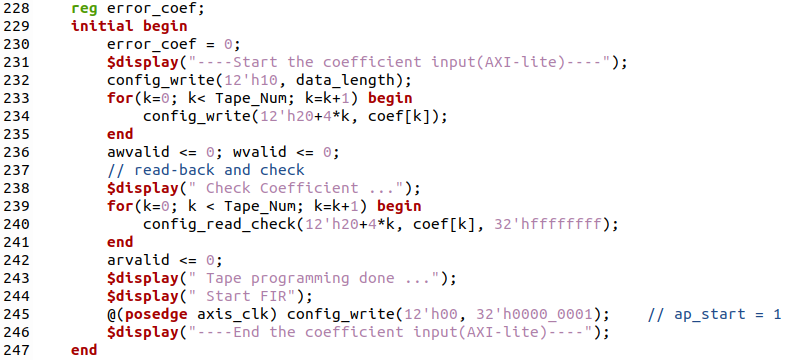 228 reg error_coef;
229 initial begin
230 error_coef = 0;
231 $display("----Start the coefficient input(AXI-lite)----");
232 config_write(12'h10, data_length);
233 for(k=0; k< Tape_Num; k=k+1) begin
234 config_write(12'h20+4*k, coef[k]);
235 end
236 awvalid <= 0; wvalid <= 0;
237 // read-back and check
238 $display(" Check Coefficient ...");
239 for(k=0; k < Tape_Num; k=k+1) begin
240 config_read_check(12'h20+4*k, coef[k], 32'hffffffff);
241 end
242 arvalid <= 0;
243 $display(" Tape programming done ...");
244 $display(" Start FIR");
245 @(posedge axis_clk) config_write(12'h00, 32'h0000_0001); // ap_start = 1
246 $display("----End the coefficient input(AXI-lite)----");
247 end